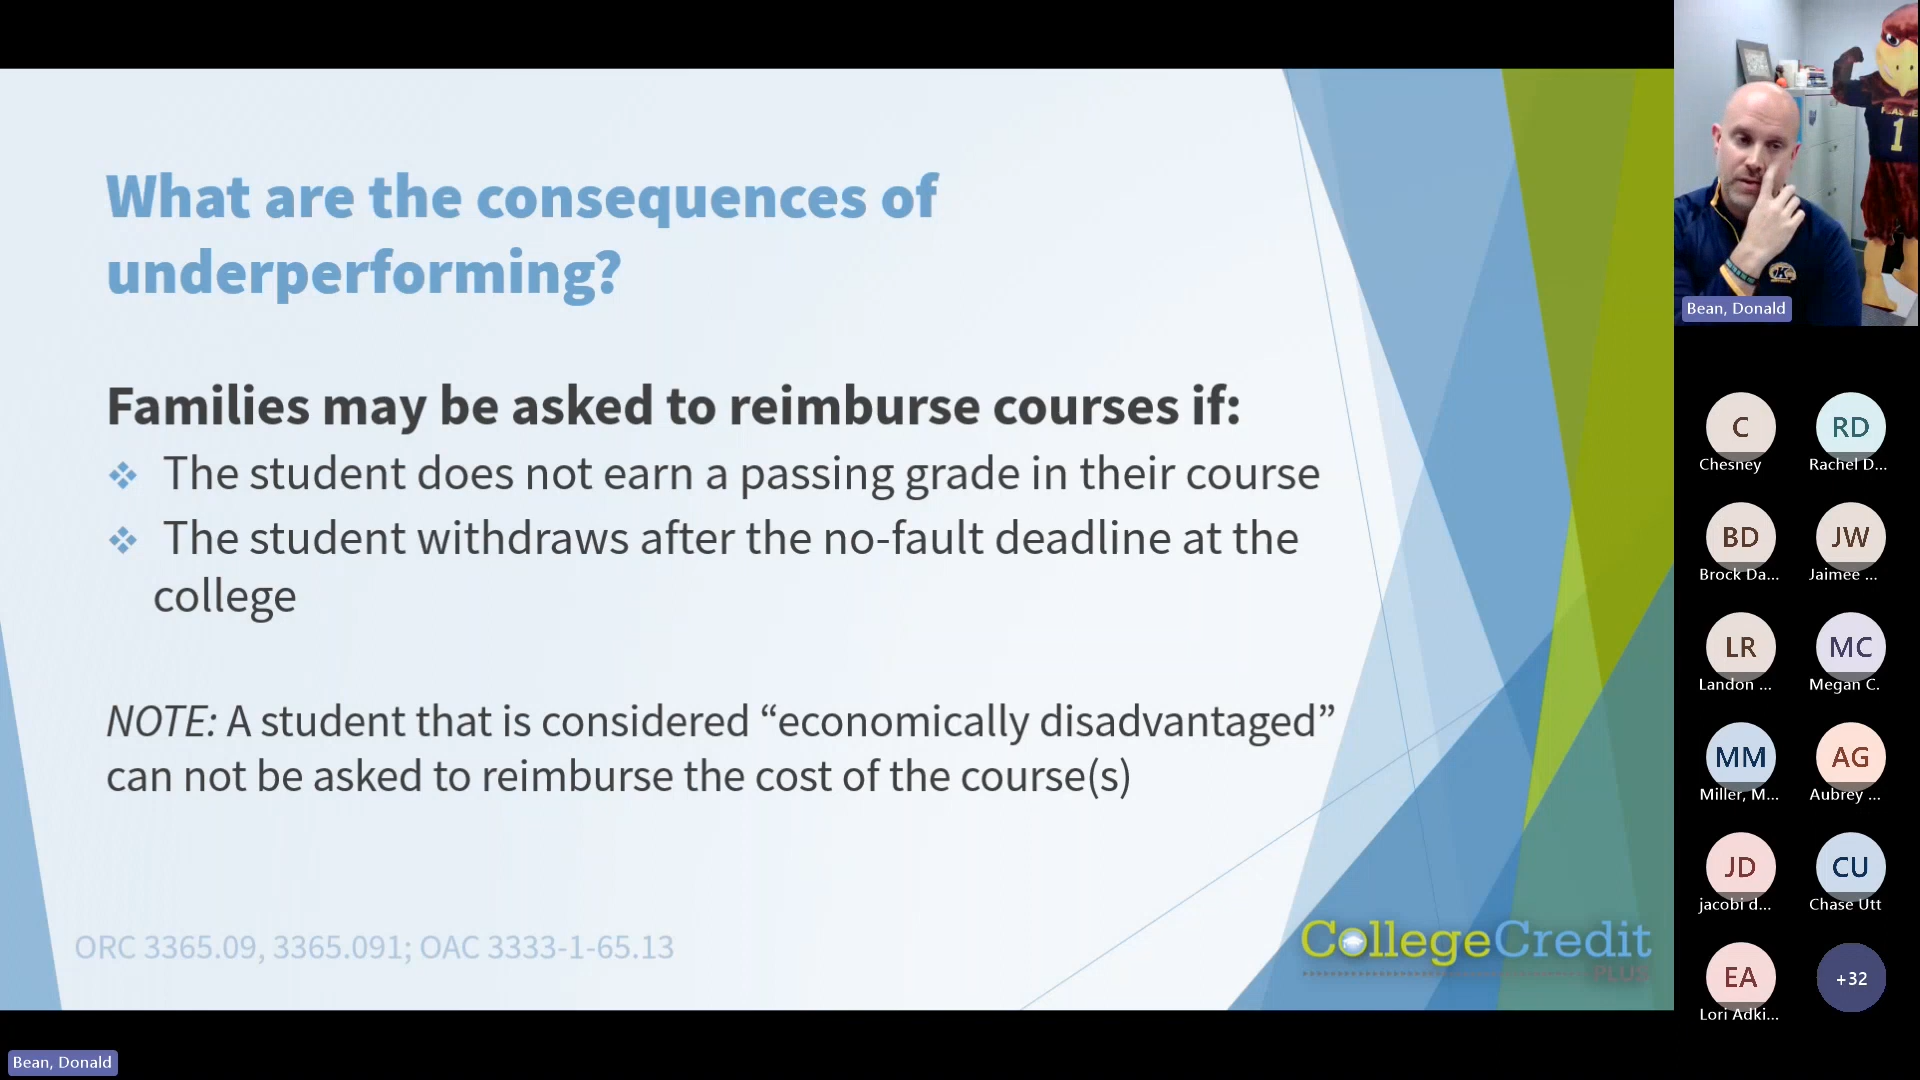 What are the consequences of
underperforming?
Families may be asked to reimburse courses if:
The student does not earn a passing grade in their course
The student withdraws after the no-fault deadline at the
college
NOTE: A student that is considered “economically disadvantaged”
can not be asked to reimburse the cost of the course(s)
ORC 3365.09, 3365.091; OAC 3333-1-65.13
CollegeCredit
PLUS
1
K
Bean, Donald
C
Chesney
RD
Rachel D...
BD
Brock Da...
JW
Jaimee ...
LR
Landon ...
MC
Megan C.
MM
Miller, M...
AG
Aubrey ...
JD
jacobi d...
CU
Chase Utt
EA
Lori Adki...
+32
Bean, Donald